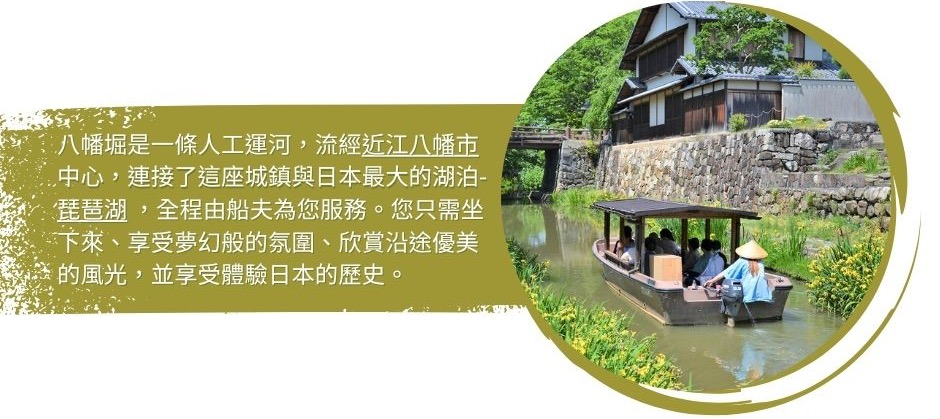 八幡堀是一條人工運河，流經近江八幡市
中心，連接了這座城鎮與日本最大的湖泊-
琵琶湖 ，全程由船夫為您服務。您只需坐
下來、享受夢幻般的氛圍、欣賞沿途優美
的風光，並享受體驗日本的歷史。